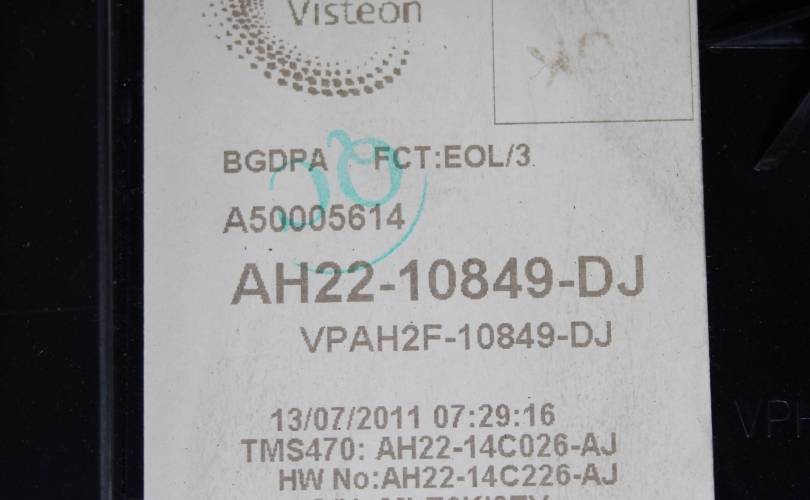 Visteon
BGDPA FCT:EOL/3
A50005614
AH22-10849-DJ
VPAH2F-10849-DJ
13/07/2011 07:29:16
TMS470: AH22-14C026-AJ
HW No:AH22-14C226-AJ